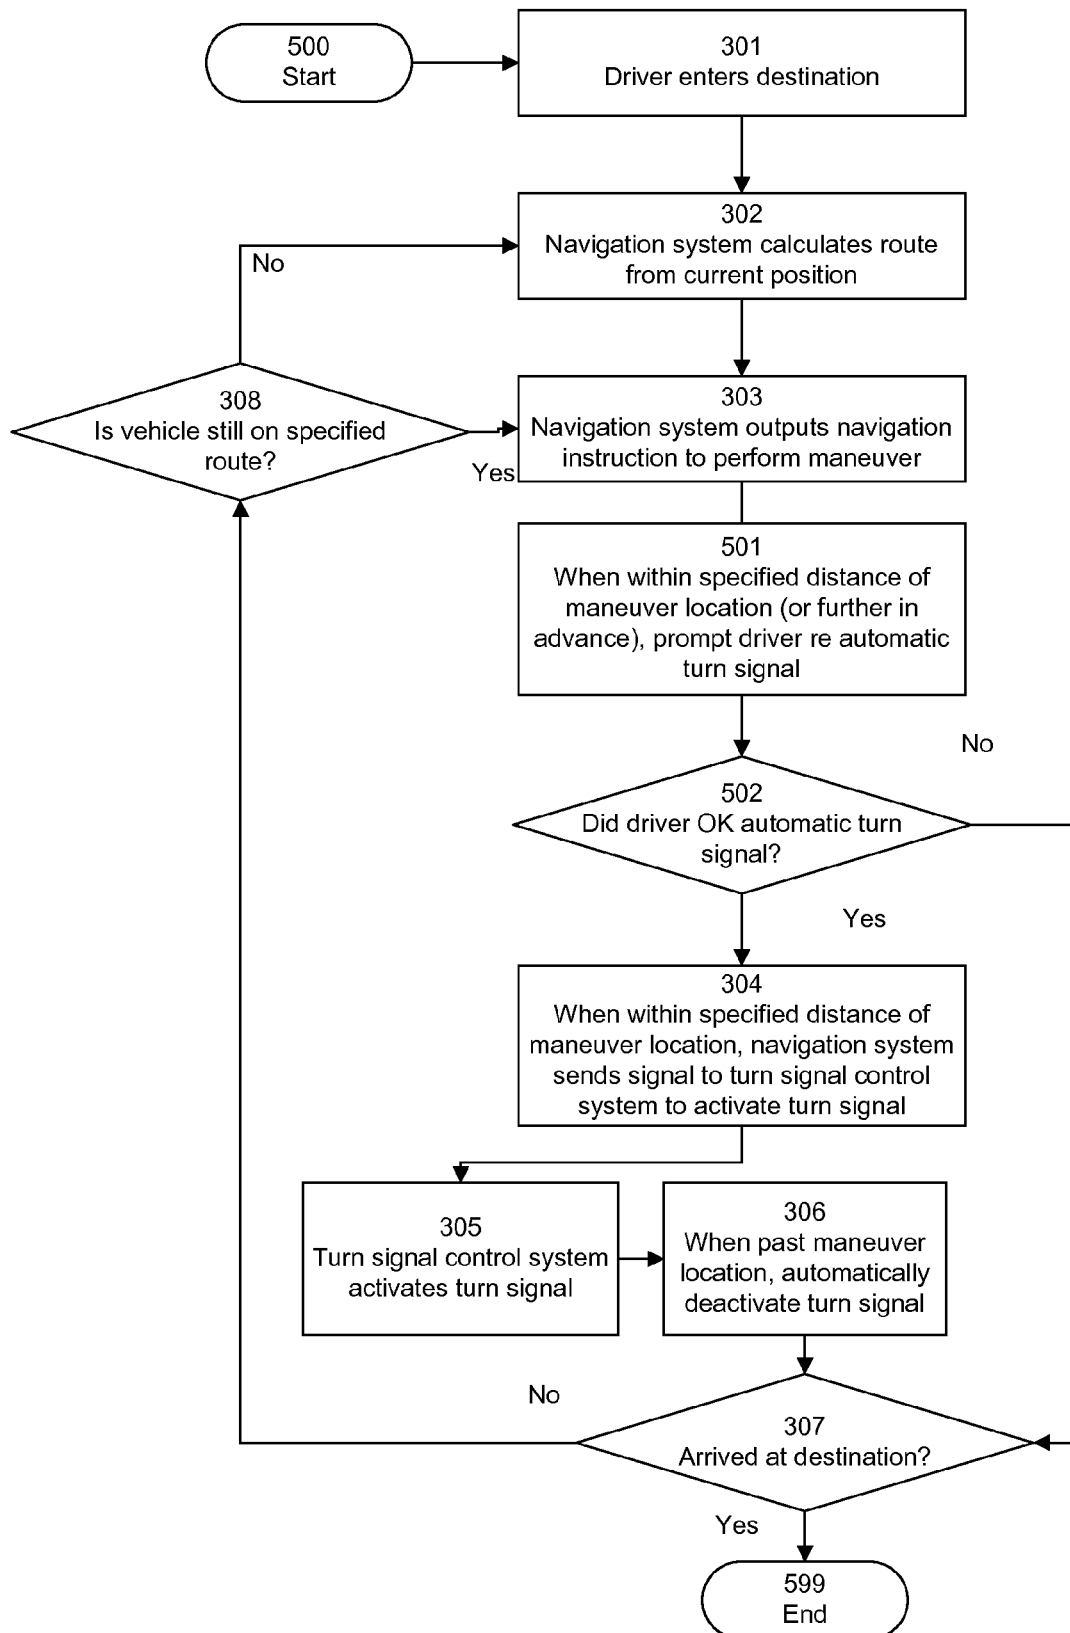 500
Start
301
Driver enters destination
302
Navigation system calculates route
from current position
No
308
Is vehicle still on specified
route?
Yes
303
Navigation system outputs navigation
instruction to perform maneuver
501
When within specified distance of
maneuver location (or further in
advance), prompt driver re automatic
turn signal
No
502
Did driver OK automatic turn
signal?
Yes
304
When within specified distance of
maneuver location, navigation system
sends signal to turn signal control
system to activate turn signal
305
Turn signal control system
activates turn signal
306
When past maneuver
location, automatically
deactivate turn signal
No
307
Arrived at destination?
Yes
599
End